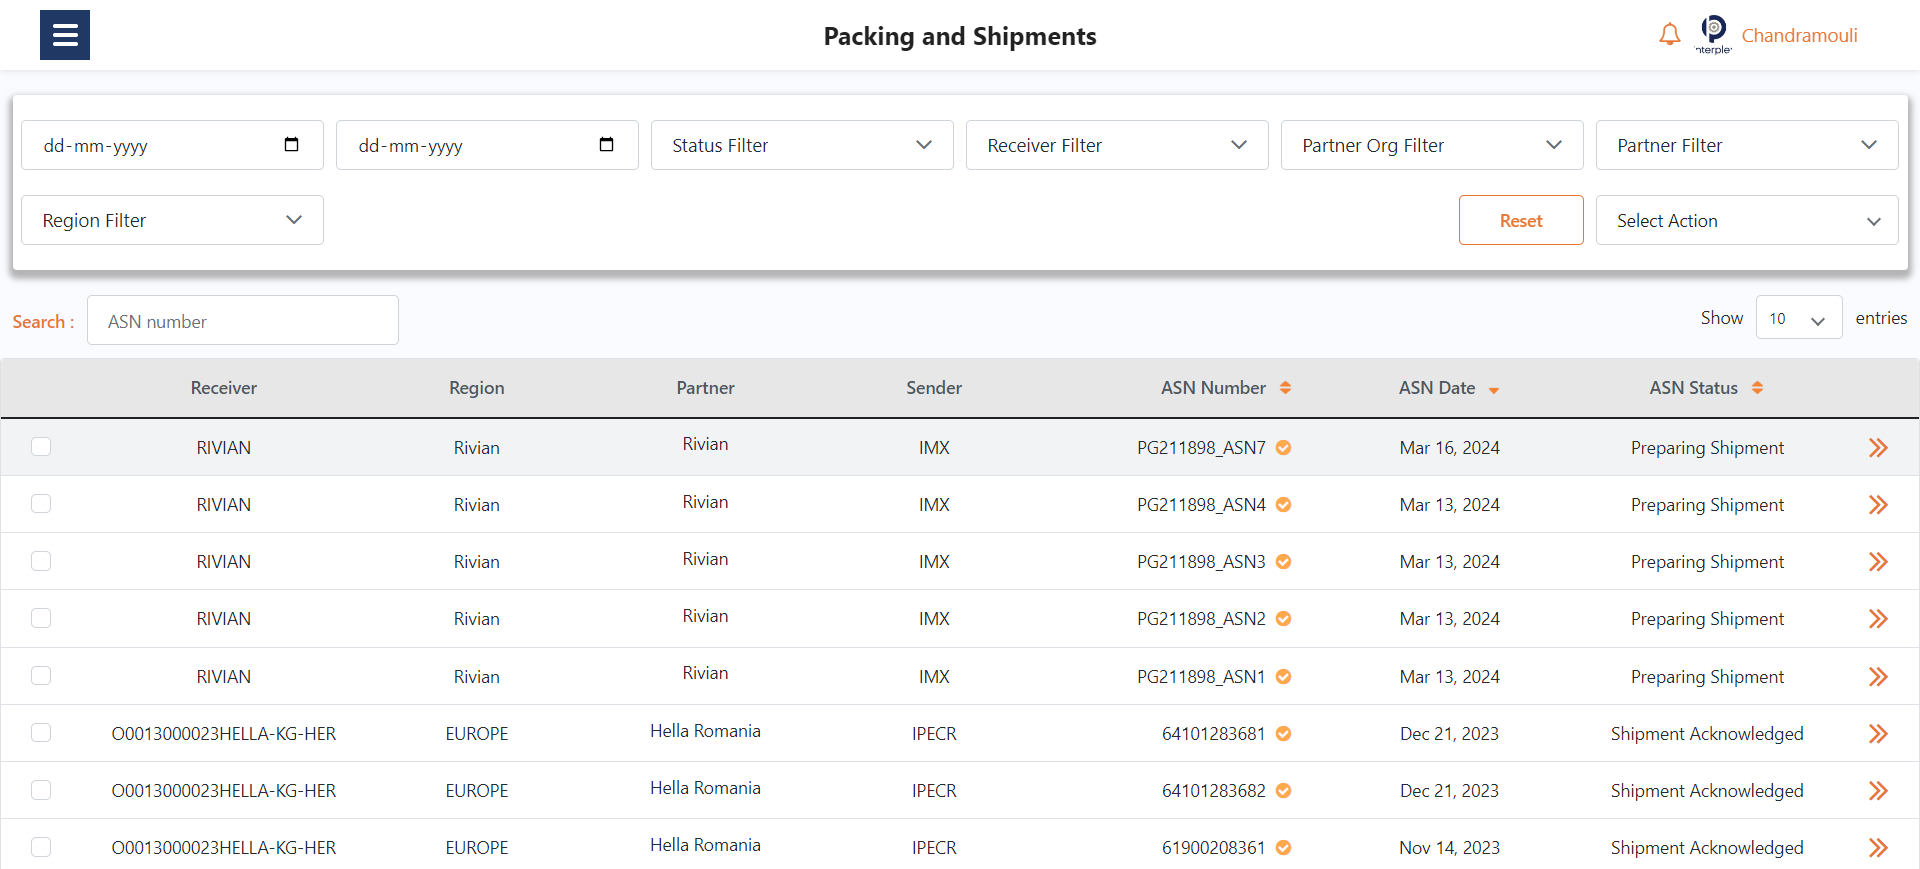 Packing and Shipments
nterple
Chandramouli
dd-mm-yyyy dd-mm-yyyy Status Filter Receiver Filter Partner Org Filter Partner Filter
Region Filter Reset Select Action
Search : ASN number Show 10 entries
Receiver Region Partner Sender ASN Number ASN Date ASN Status
RIVIAN Rivian Rivian IMX PG211898_ASN7 Mar 16, 2024 Preparing Shipment
RIVIAN Rivian Rivian IMX PG211898_ASN4 Mar 13, 2024 Preparing Shipment
RIVIAN Rivian Rivian IMX PG211898_ASN3 Mar 13, 2024 Preparing Shipment
RIVIAN Rivian Rivian IMX PG211898_ASN2 Mar 13, 2024 Preparing Shipment
RIVIAN Rivian Rivian IMX PG211898_ASN1 Mar 13, 2024 Preparing Shipment
O0013000023HELLA-KG-HER EUROPE Hella Romania IPECR 64101283681 Dec 21, 2023 Shipment Acknowledged
O0013000023HELLA-KG-HER EUROPE Hella Romania IPECR 64101283682 Dec 21, 2023 Shipment Acknowledged
O0013000023HELLA-KG-HER EUROPE Hella Romania IPECR 61900208361 Nov 14, 2023 Shipment Acknowledged